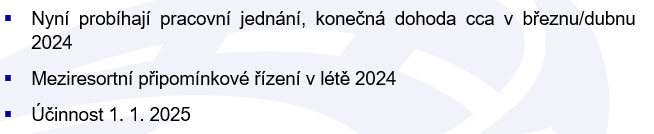 ▪ Nyní probíhají pracovní jednání, konečná dohoda cca v březnu/dubnu
2024
▪ Meziresortní připomínkové řízení v létě 2024
▪ Účinnost 1. 1. 2025